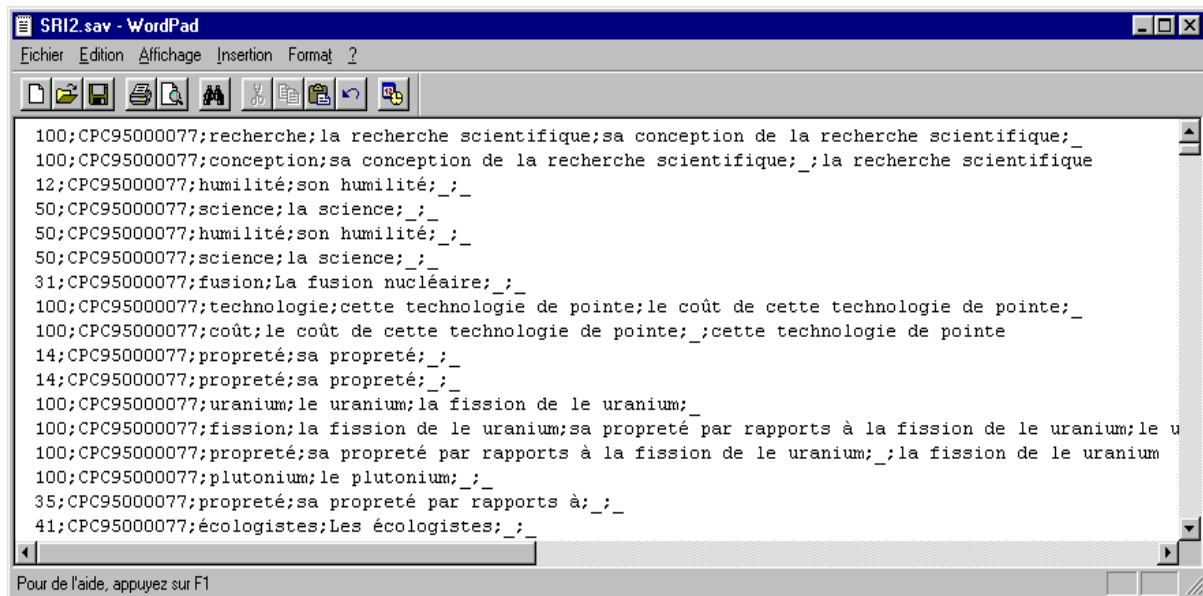 SRI2.sav - WordPad
Fichier Edition Affichage Insertion Format ?
100;CPC95000077;recherche;la recherche scientifique;sa conception de la recherche scientifique;_
100;CPC95000077;conception;sa conception de la recherche scientifique;_;la recherche scientifique
12;CPC95000077;humilité;son humilité;_;_
50;CPC95000077;science;la science;_;_
50;CPC95000077;humilité;son humilité;_;_
50;CPC95000077;science;la science;_;_
31;CPC95000077;fusion;La fusion nucléaire;_;_
100;CPC95000077;technologie;cette technologie de pointe;le coût de cette technologie de pointe;_
100;CPC95000077;coût;le coût de cette technologie de pointe;_;cette technologie de pointe
14;CPC95000077;propreté;sa propreté;_;_
14;CPC95000077;propreté;sa propreté;_;_
100;CPC95000077;uranium;le uranium;la fission de le uranium;_
100;CPC95000077;fission;la fission de le uranium;sa propreté par rapports à la fission de le uranium;le u
100;CPC95000077;propreté;sa propreté par rapports à la fission de le uranium;_;la fission de le uranium
100;CPC95000077;plutonium;le plutonium;_;_
35;CPC95000077;propreté;sa propreté par rapports à;_;_
41;CPC95000077;écologistes;Les écologistes;_;_
Pour de l'aide, appuyez sur F1